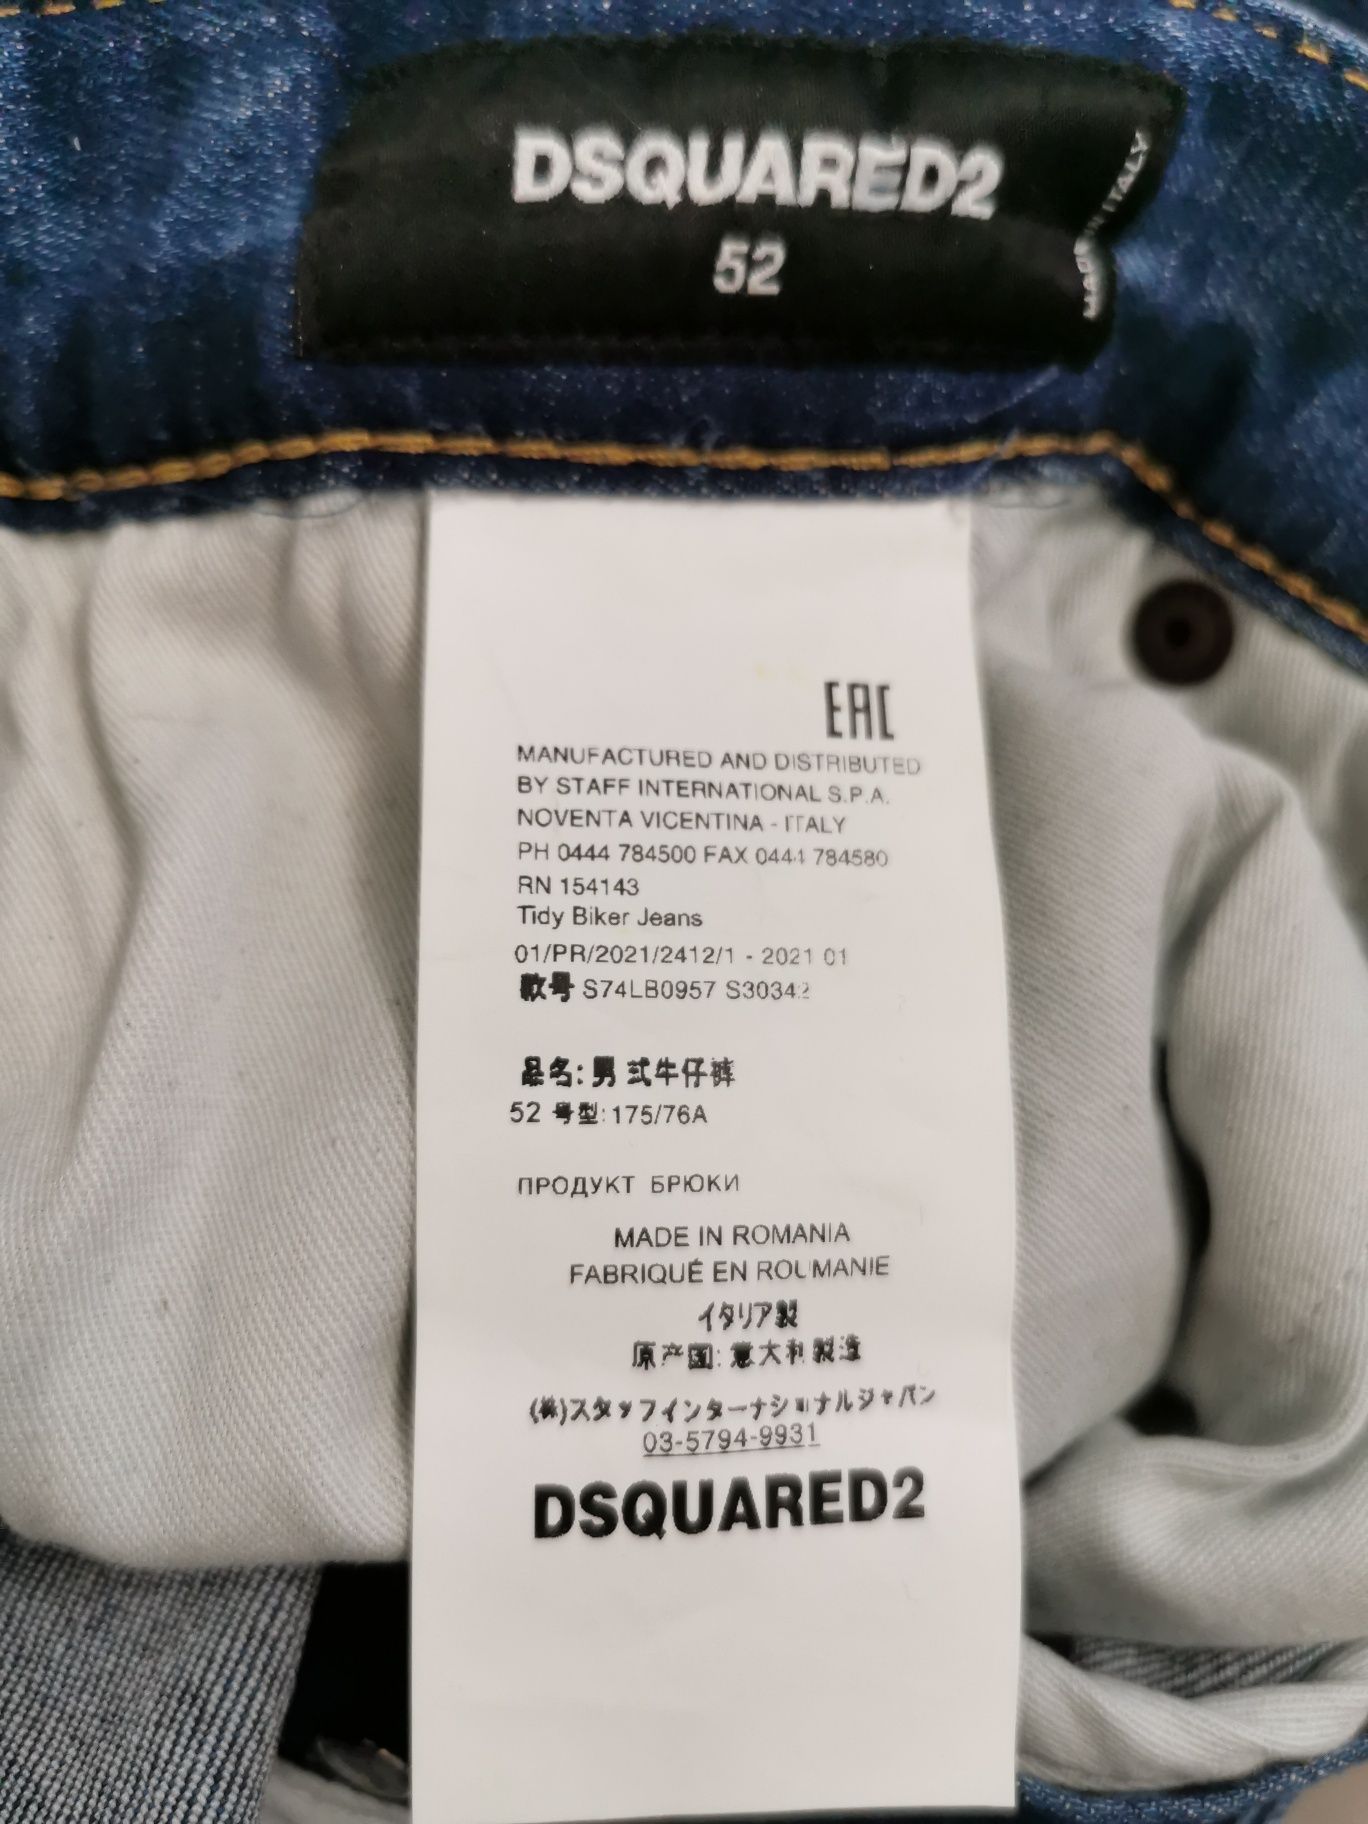 DSQUARED2
52
MADE IN ITALY
EAC
MANUFACTURED AND DISTRIBUTED
BY STAFF INTERNATIONAL S.P.A.
NOVENTA VICENTINA - ITALY
PH 0444 784500 FAX 0444 784580
RN 154143
Tidy Biker Jeans
01/PR/2021/2412/1 - 2021 01
款号 S74LB0957 S30342
品名: 男式牛仔裤
52 号型: 175/76A
ПРОДУКТ БРЮКИ
MADE IN ROMANIA
FABRIQUÉ EN ROUMANIE
イタリア製
原产国: 意大利製造
(株)スタッフインターナショナルジャパン
03-5794-9931
DSQUARED2